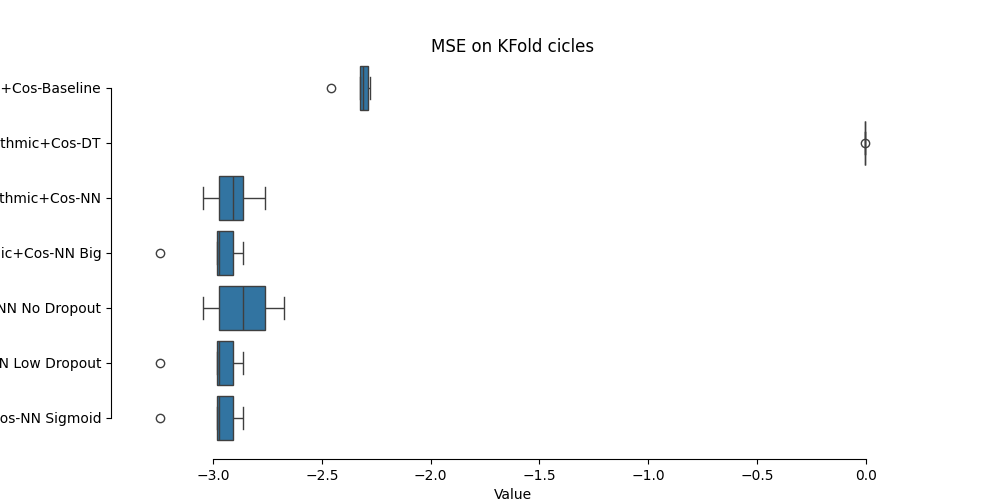 MSE on KFold cicles
+Cos-Baseline
thmic+Cos-DT
thmic+Cos-NN
ic+Cos-NN Big
NN No Dropout
N Low Dropout
os-NN Sigmoid
−3.0 −2.5 −2.0 −1.5 −1.0 −0.5 0.0
Value